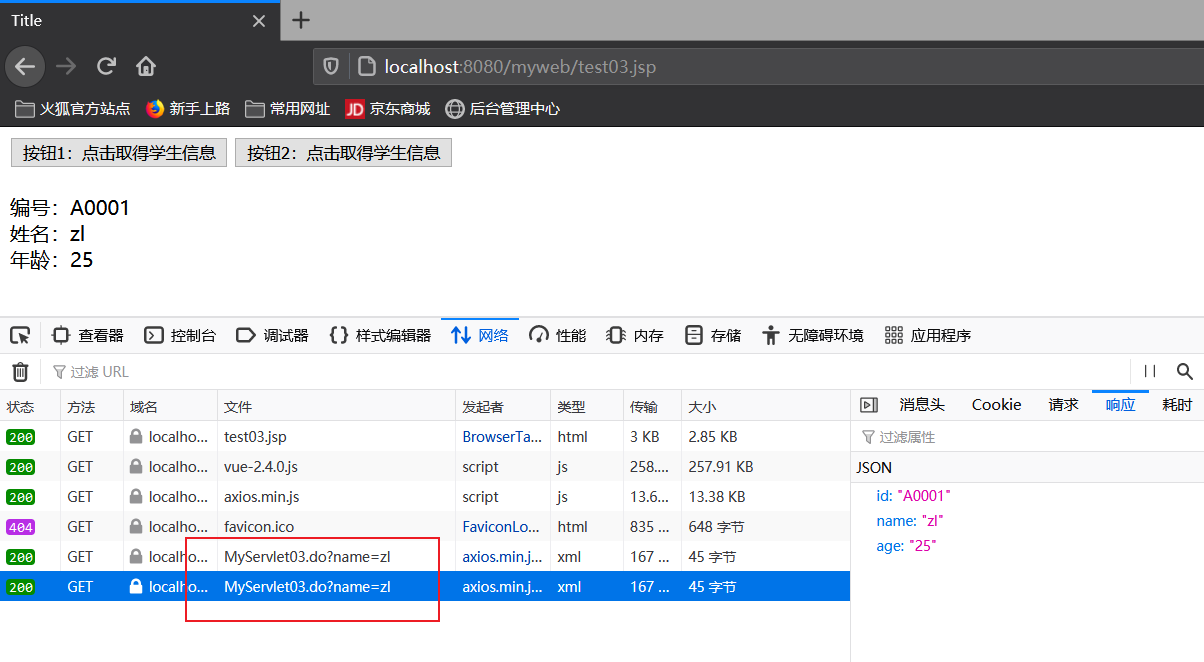 Title
localhost:8080/myweb/test03.jsp
火狐官方站点 新手上路 常用网址 JD 京东商城 后台管理中心
按钮1：点击取得学生信息 按钮2：点击取得学生信息
编号：A0001
姓名：zl
年龄：25
查看器 控制台 调试器 样式编辑器 网络 性能 内存 存储 无障碍环境 应用程序
过滤 URL
状态 方法 域名 文件 发起者 类型 传输 大小
200 GET localho... test03.jsp BrowserTa... html 3 KB 2.85 KB
200 GET localho... vue-2.4.0.js script js 258.... 257.91 KB
200 GET localho... axios.min.js script js 13.6... 13.38 KB
404 GET localho... favicon.ico FaviconLo... html 835 ... 648 字节
200 GET localho... MyServlet03.do?name=zl axios.min.j... xml 167 ... 45 字节
200 GET localho... MyServlet03.do?name=zl axios.min.j... xml 167 ... 45 字节
消息头 Cookie 请求 响应 耗时
过滤属性
JSON
id: "A0001"
name: "zl"
age: "25"